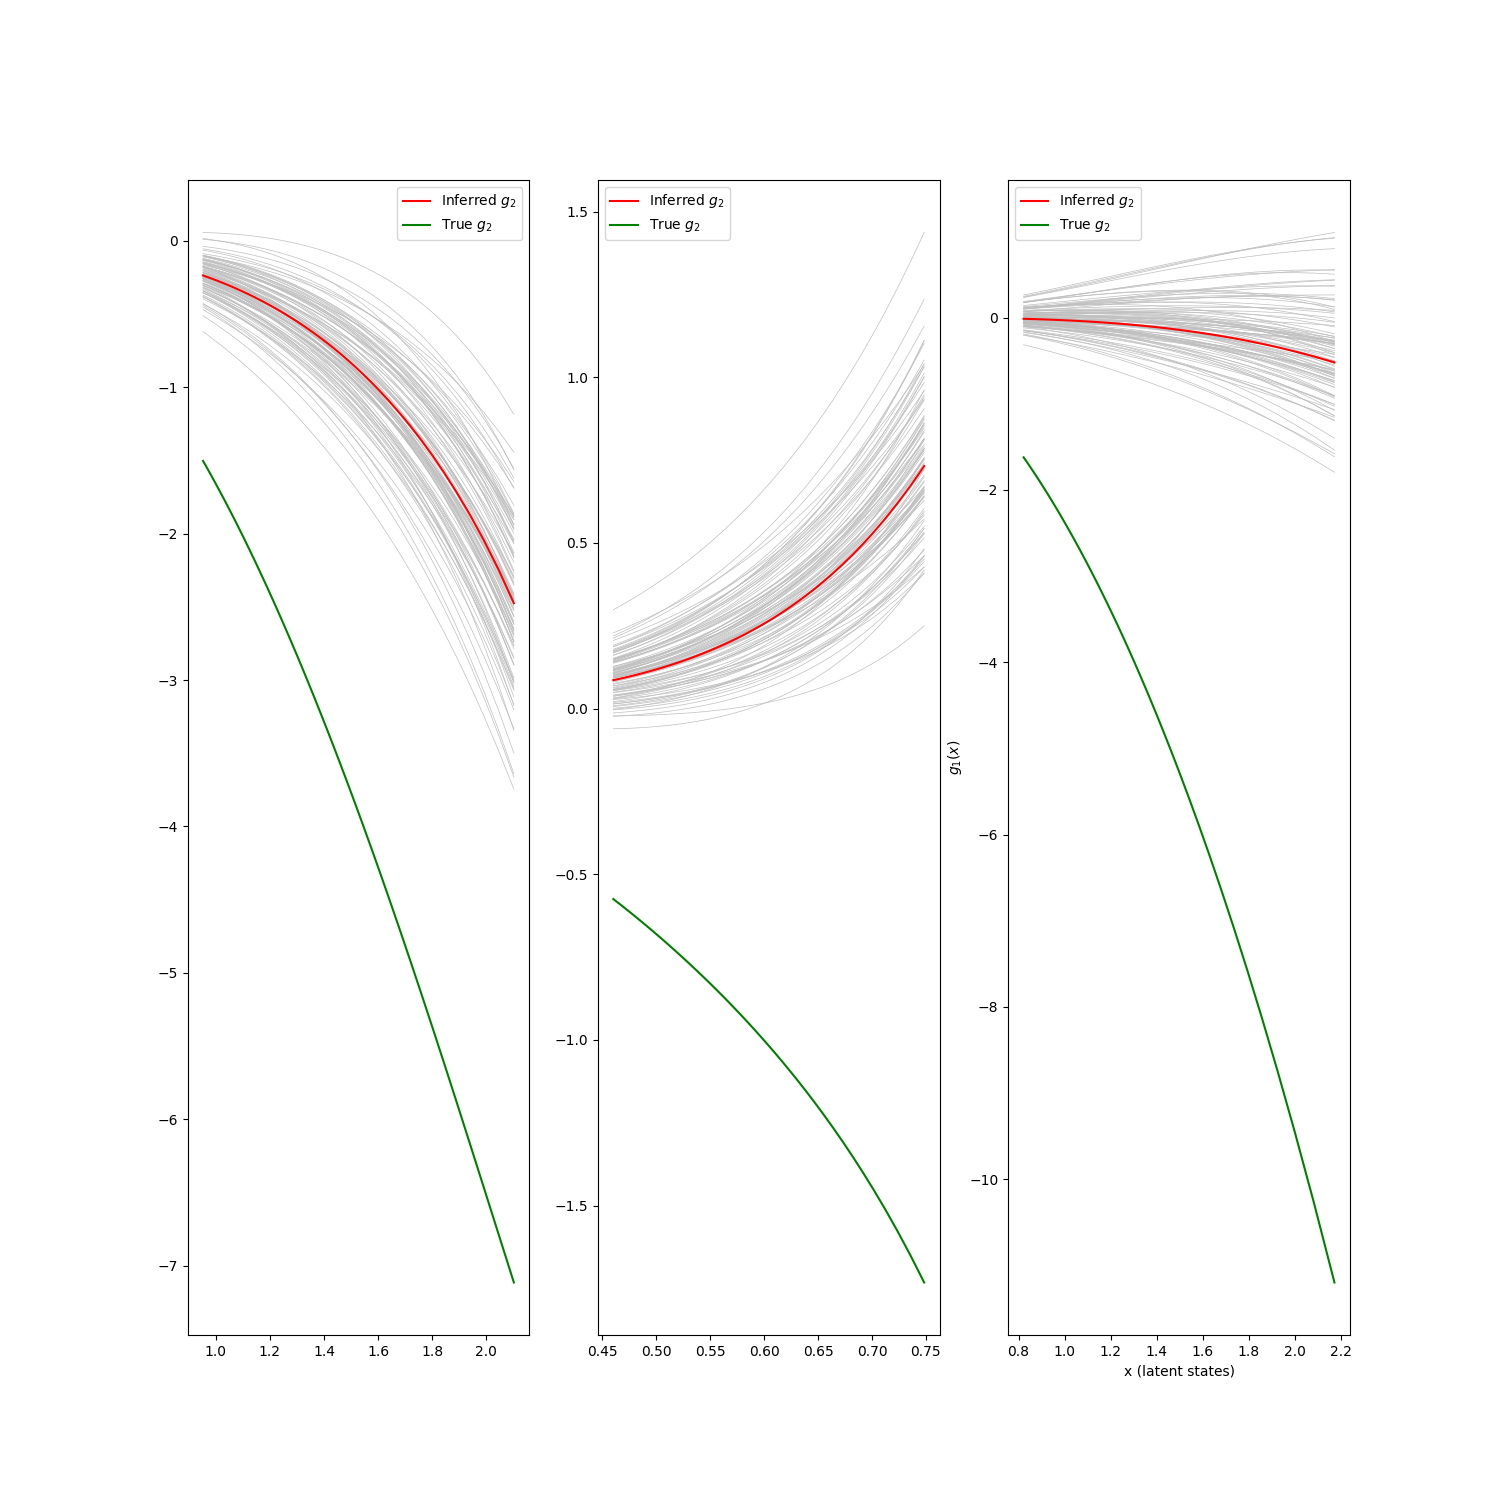 Inferred g₂
True g₂
0
−1
−2
−3
−4
−5
−6
−7
1.0 1.2 1.4 1.6 1.8 2.0
Inferred g₂
True g₂
1.5
1.0
0.5
0.0
−0.5
−1.0
−1.5
0.45 0.50 0.55 0.60 0.65 0.70 0.75
Inferred g₂
True g₂
0
−2
−4
−6
−8
−10
g₁(x)
0.8 1.0 1.2 1.4 1.6 1.8 2.0 2.2
x (latent states)